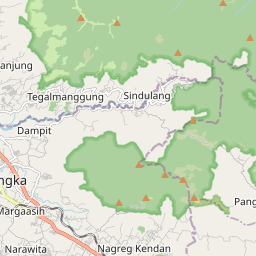 anjung
Tegalmanggung
Sindulang
Dampit
ngka
Margaasih
Pang
Narawita
Nagreg Kendan